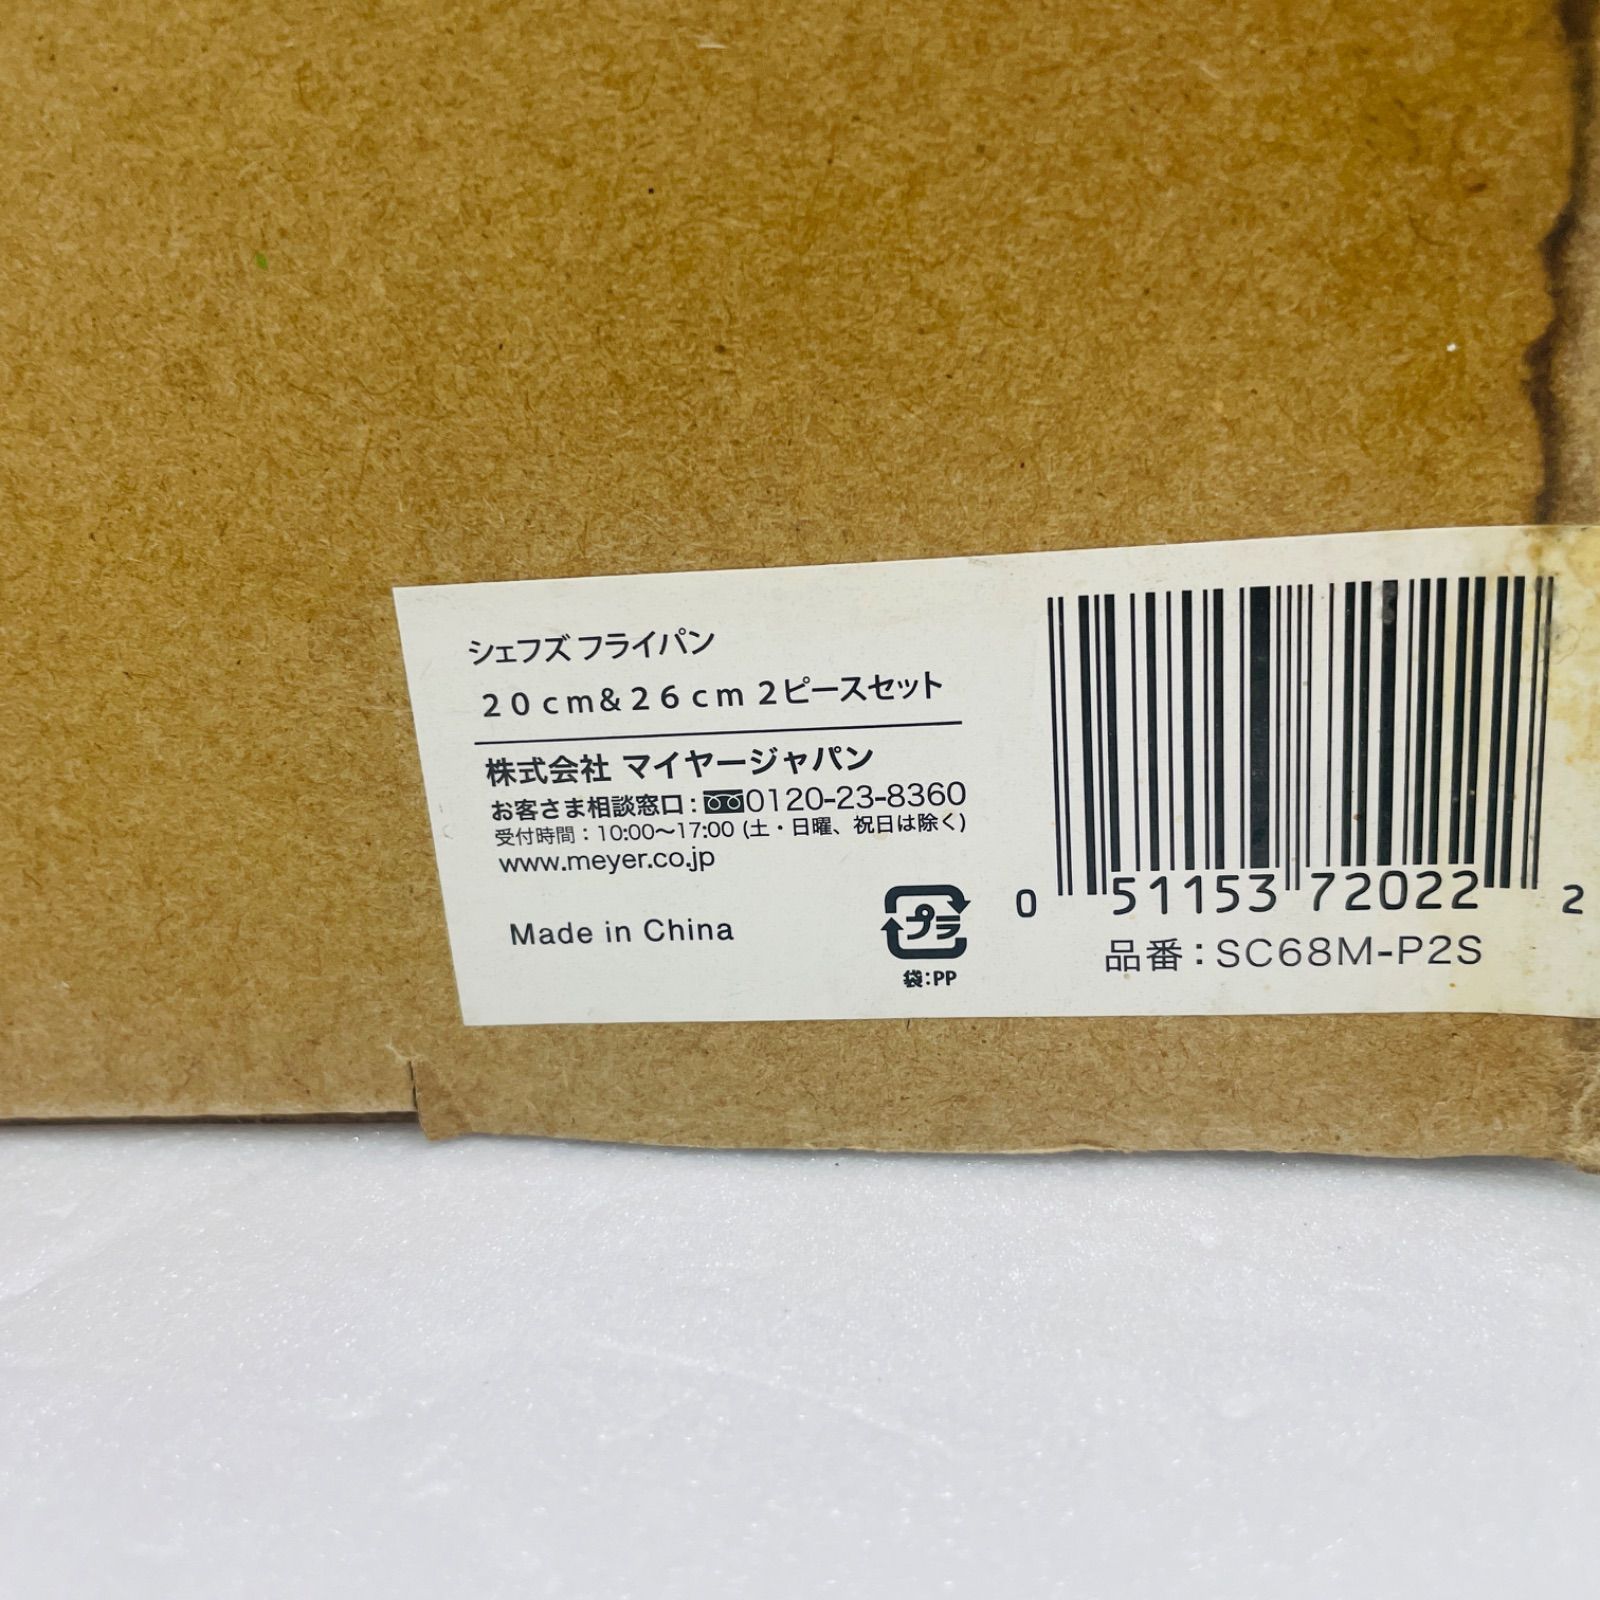 シェフズ フライパン
20cm&26cm 2ピースセット
株式会社 マイヤージャパン
お客さま相談窓口:0120-23-8360
受付時間:10:00〜17:00 (土・日曜、祝日は除く)
www.meyer.co.jp
Made in China
プラ
袋:PP
0 51153 72022 2
品番:SC68M-P2S